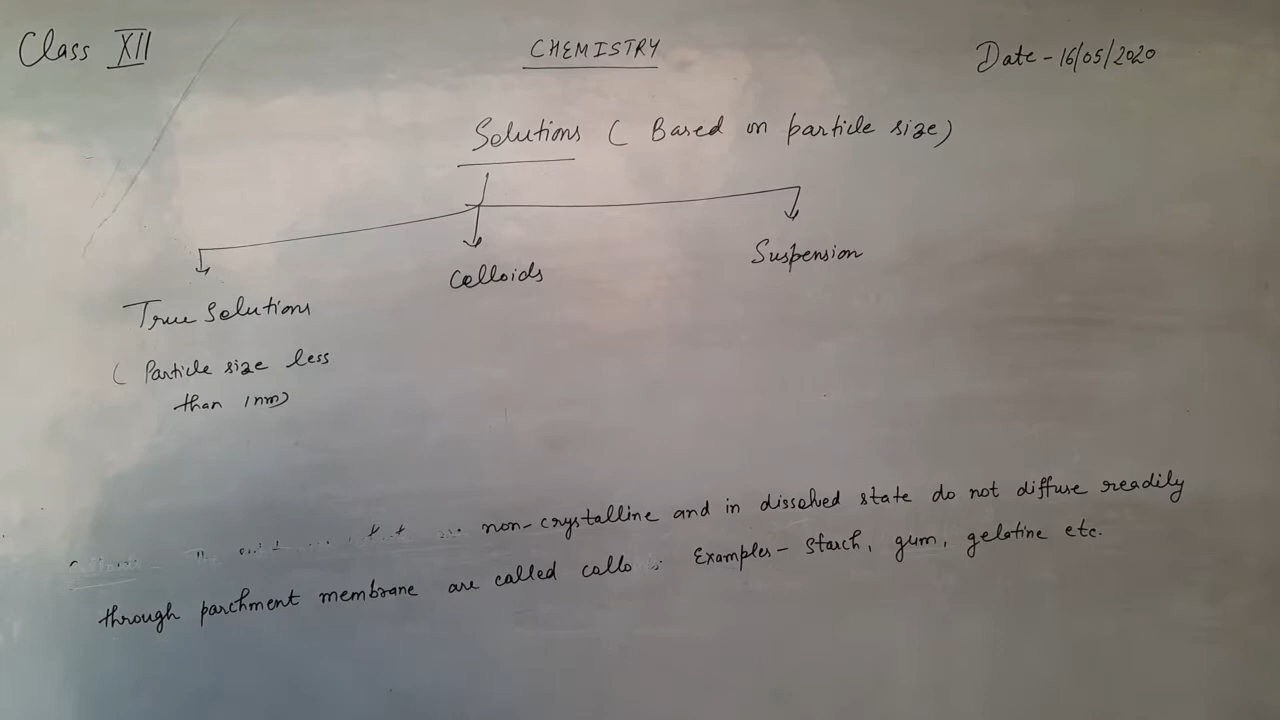 Class XII
CHEMISTRY
Date - 16/05/2020
Solutions ( Based on particle size)
True Solutions
Colloids
Suspension
( Particle size less
than 1nm)
non-crystalline and in dissolved state do not diffuse readily
through parchment membrane are called Examples - Starch, gum, gelatine etc.